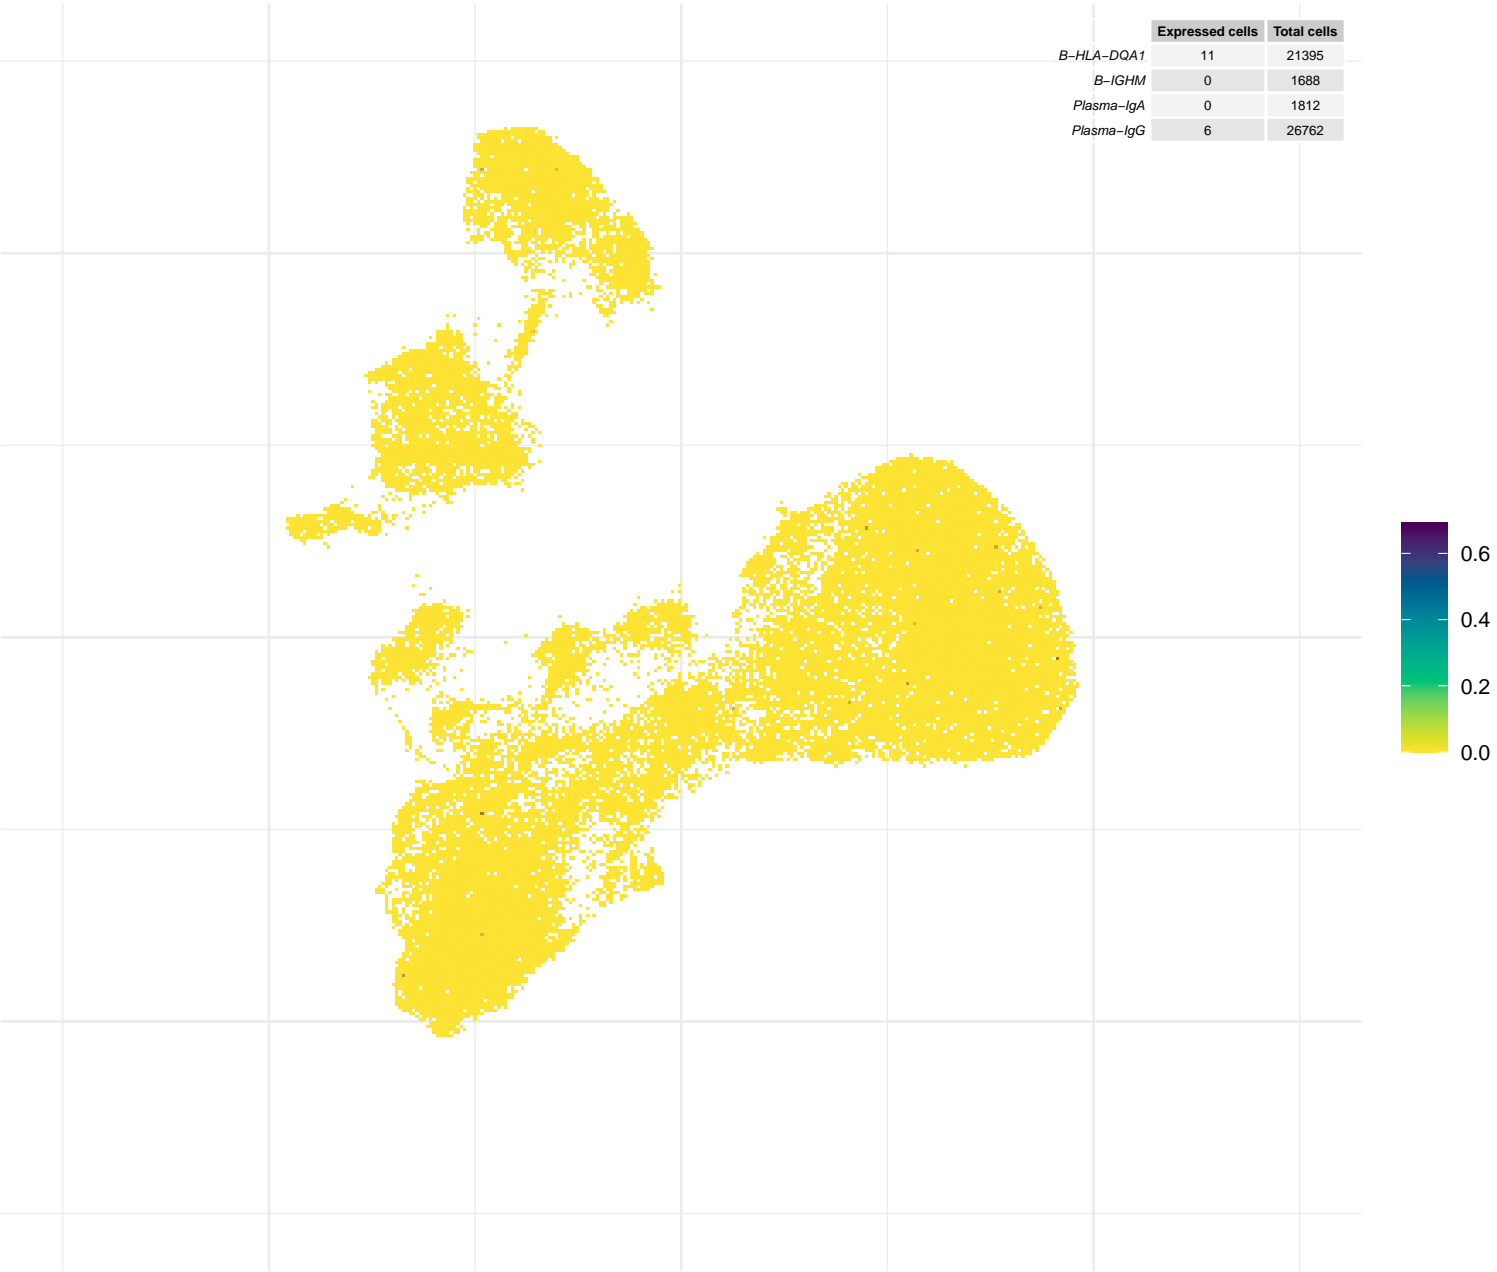 Expressed cells Total cells
B−HLA−DQA1 11 21395
B−IGHM 0 1688
Plasma−IgA 0 1812
Plasma−IgG 6 26762
0.6
0.4
0.2
0.0